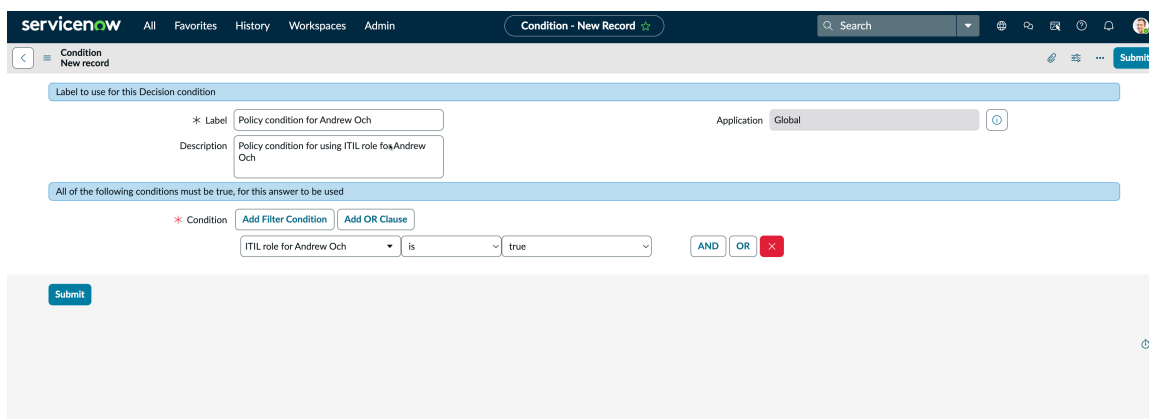 servicenow All Favorites History Workspaces Admin Condition - New Record Search
Condition
New record
Submit
Label to use for this Decision condition
Label Policy condition for Andrew Och Application Global
Description Policy condition for using ITIL role for Andrew
Och
All of the following conditions must be true, for this answer to be used
Condition Add Filter Condition Add OR Clause
ITIL role for Andrew Och is true AND OR
Submit